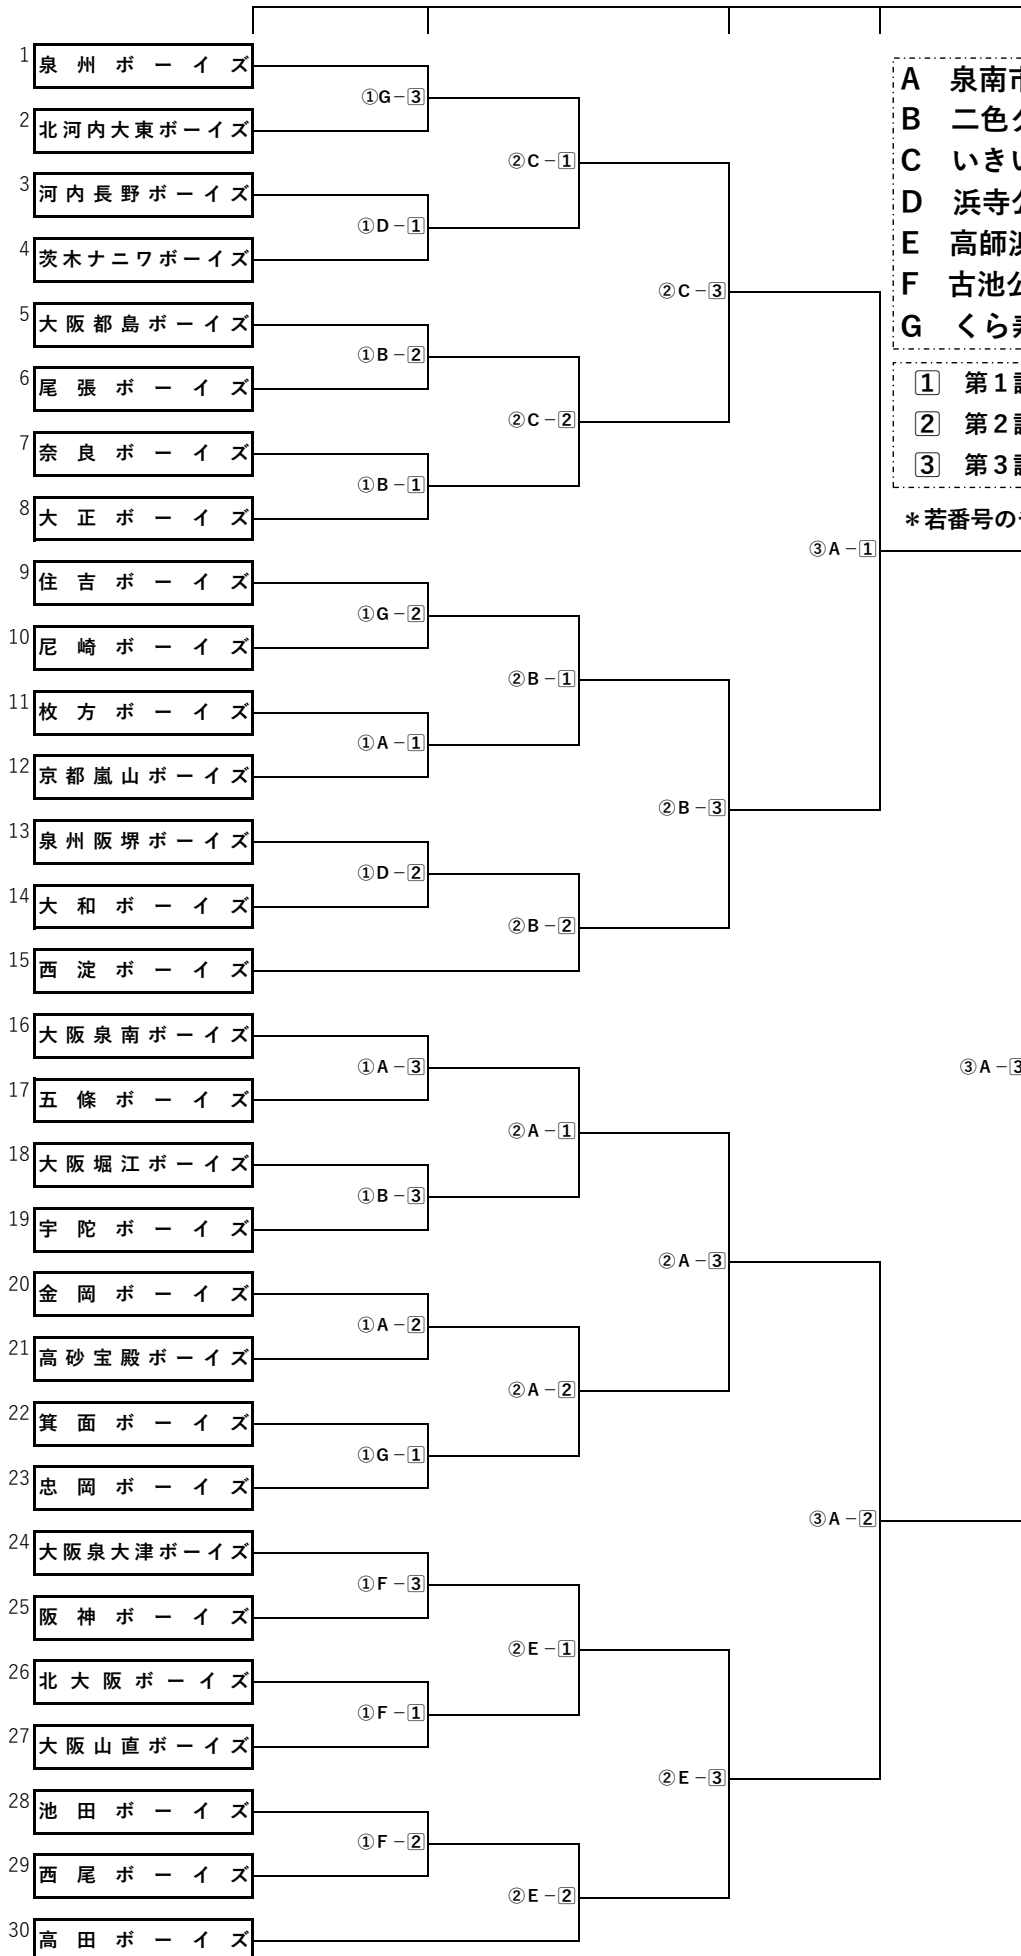 1 泉州ボーイズ
①G－3
2 北河内大東ボーイズ
②C－1
3 河内長野ボーイズ
①D－1
4 茨木ナニワボーイズ
②C－3
5 大阪都島ボーイズ
①B－2
6 尾張ボーイズ
②C－2
7 奈良ボーイズ
①B－1
8 大正ボーイズ
③A－1
9 住吉ボーイズ
①G－2
10 尼崎ボーイズ
②B－1
11 枚方ボーイズ
①A－1
12 京都嵐山ボーイズ
②B－3
13 泉州阪堺ボーイズ
①D－2
14 大和ボーイズ
②B－2
15 西淀ボーイズ
16 大阪泉南ボーイズ
①A－3
③A－3
17 五條ボーイズ
②A－1
18 大阪堀江ボーイズ
①B－3
19 宇陀ボーイズ
②A－3
20 金岡ボーイズ
①A－2
21 高砂宝殿ボーイズ
②A－2
22 箕面ボーイズ
①G－1
23 忠岡ボーイズ
③A－2
24 大阪泉大津ボーイズ
①F－3
25 阪神ボーイズ
②E－1
26 北大阪ボーイズ
①F－1
27 大阪山直ボーイズ
②E－3
28 池田ボーイズ
①F－2
29 西尾ボーイズ
②E－2
30 高田ボーイズ
A 泉南
B 二色
C いき
D 浜寺
E 高師
F 古池
G くら
1 第1
2 第2
3 第3
＊若番号の